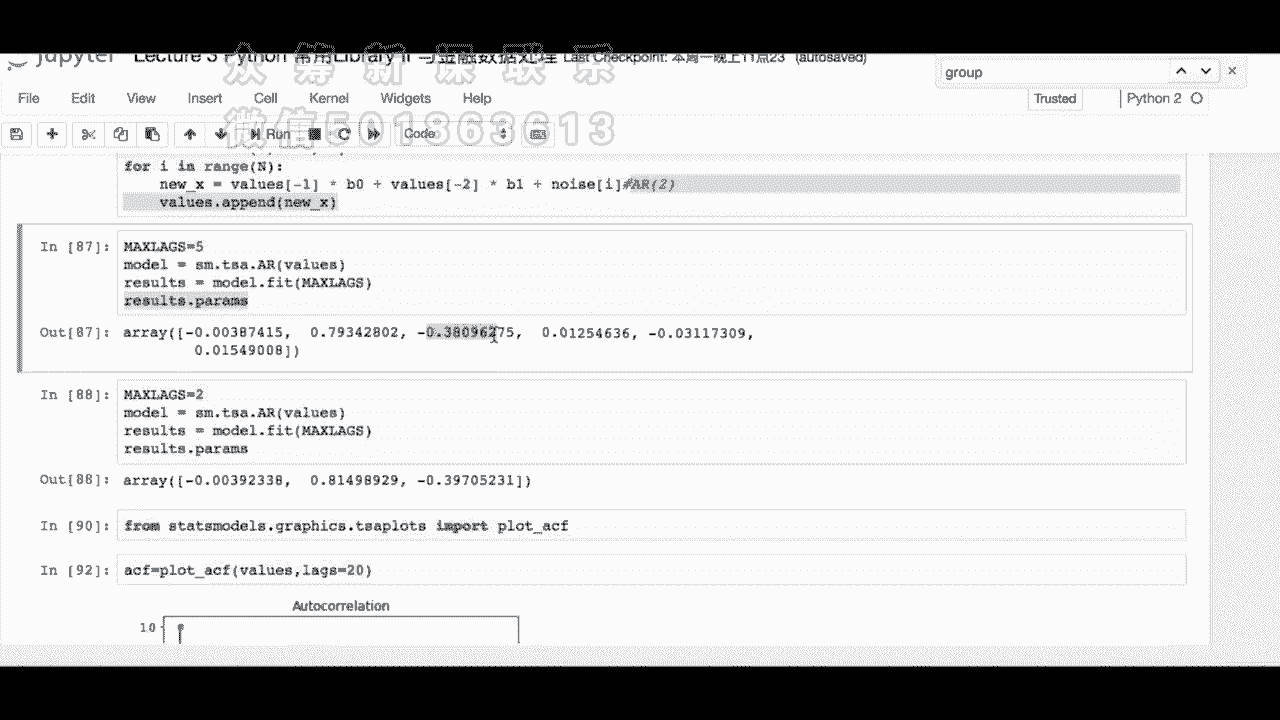 众筹新课联系
微信501863613
Jupyter Lecture 3 Python 常用Library II 与金融数据处理 Last Checkpoint: 本周一晚上11点23 (autosaved)
group
File Edit View Insert Cell Kernel Widgets Help
Trusted Python 2
Run Code
for i in range(N):
new_x = values[-1] * b0 + values[-2] * b1 + noise[i]#AR(2)
values.append(new_x)
In [87]: MAXLAGS=5
model = sm.tsa.AR(values)
results = model.fit(MAXLAGS)
results.params
Out[87]: array([-0.00387415, 0.79342802, -0.38096275, 0.01254636, -0.03117309,
0.01549008])
In [88]: MAXLAGS=2
model = sm.tsa.AR(values)
results = model.fit(MAXLAGS)
results.params
Out[88]: array([-0.00392338, 0.81498929, -0.39705231])
In [90]: from statsmodels.graphics.tsaplots import plot_acf
In [92]: acf=plot_acf(values,lags=20)
Autocorrelation
1.0